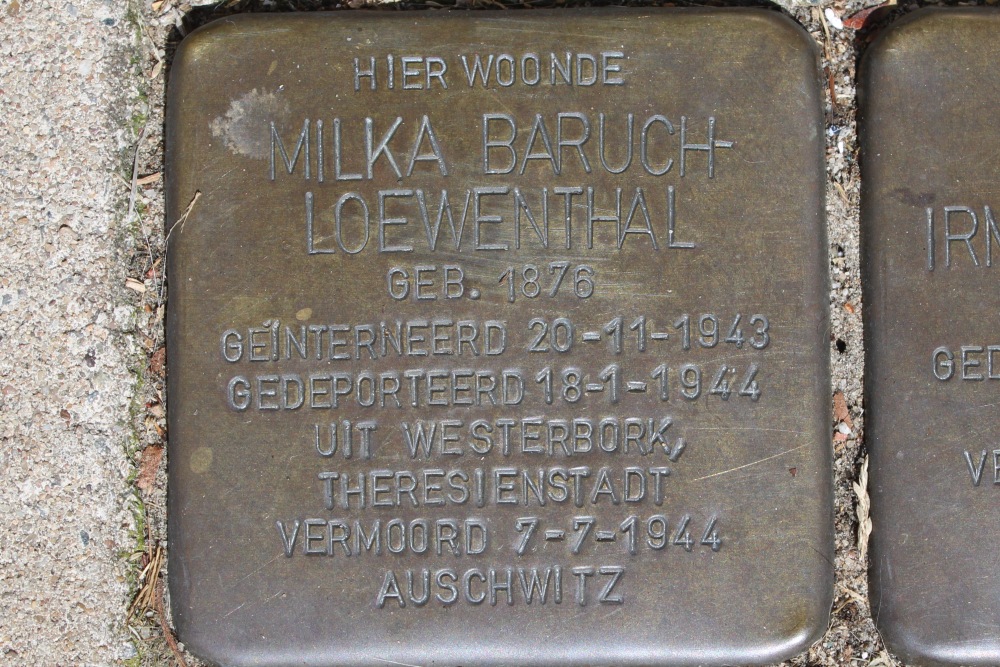 HIER WOONDE
MILKA BARUCH-
LOEWENTHAL
GEB. 1876
GEÏNTERNEERD 20-11-1943
GEDEPORTEERD 18-1-1944
UIT WESTERBORK,
THERESIENSTADT
VERMOORD 7-7-1944
AUSCHWITZ